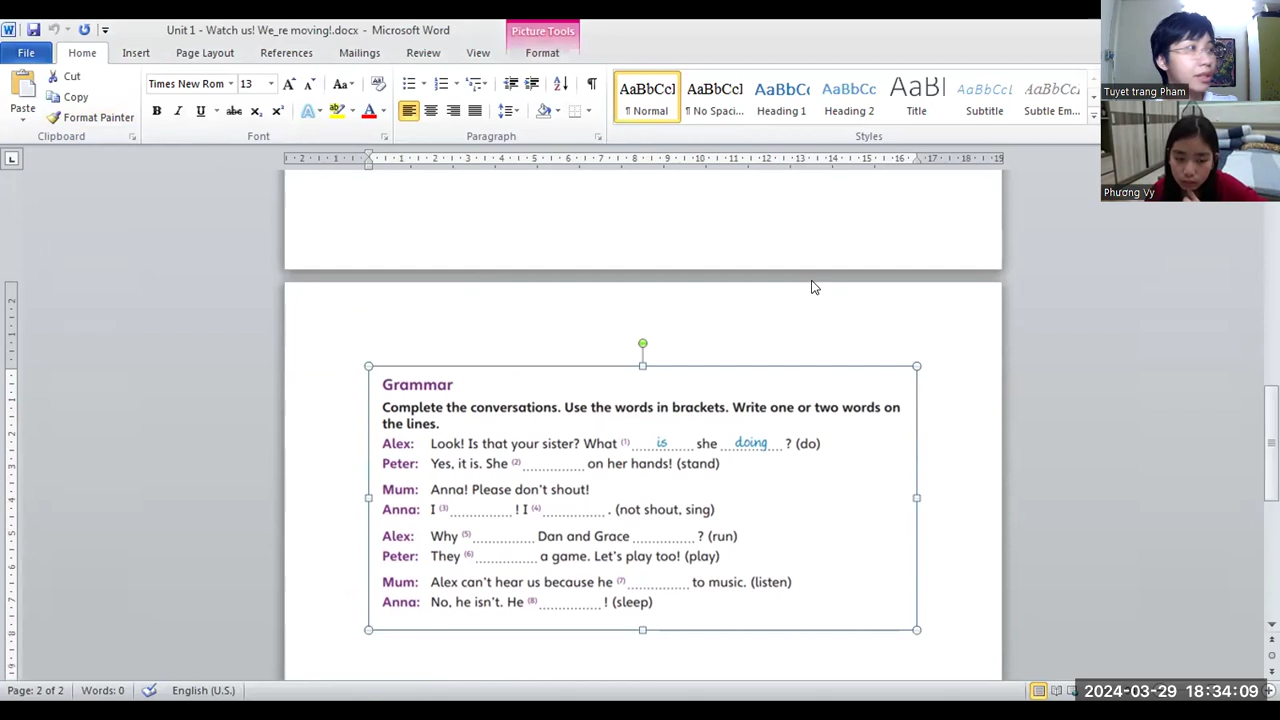 Unit 1 - Watch us! We_re moving!.docx - Microsoft Word
Picture Tools
File Home Insert Page Layout References Mailings Review View Format
Paste
Cut
Copy
Format Painter
Clipboard
Times New Rom 13
Font
Paragraph
AaBbCcI AaBbCcI AaBbCc AaBbCc AaBl AaBbCcL AaBbCcL
¶ Normal ¶ No Spaci... Heading 1 Heading 2 Title Subtitle Subtle Em...
Styles
Tuyet trang Pham
Phương Vy
Grammar
Complete the conversations. Use the words in brackets. Write one or two words on
the lines.
Alex: Look! Is that your sister? What (1) is she doing ? (do)
Peter: Yes, it is. She (2) ............... on her hands! (stand)
Mum: Anna! Please don't shout!
Anna: I (3) ............... ! I (4) ............... . (not shout, sing)
Alex: Why (5) ............... Dan and Grace ............... ? (run)
Peter: They (6) ............... a game. Let's play too! (play)
Mum: Alex can't hear us because he (7) ............... to music. (listen)
Anna: No, he isn't. He (8) ............... ! (sleep)
Page: 2 of 2 Words: 0 English (U.S.)
2024-03-29 18:34:09